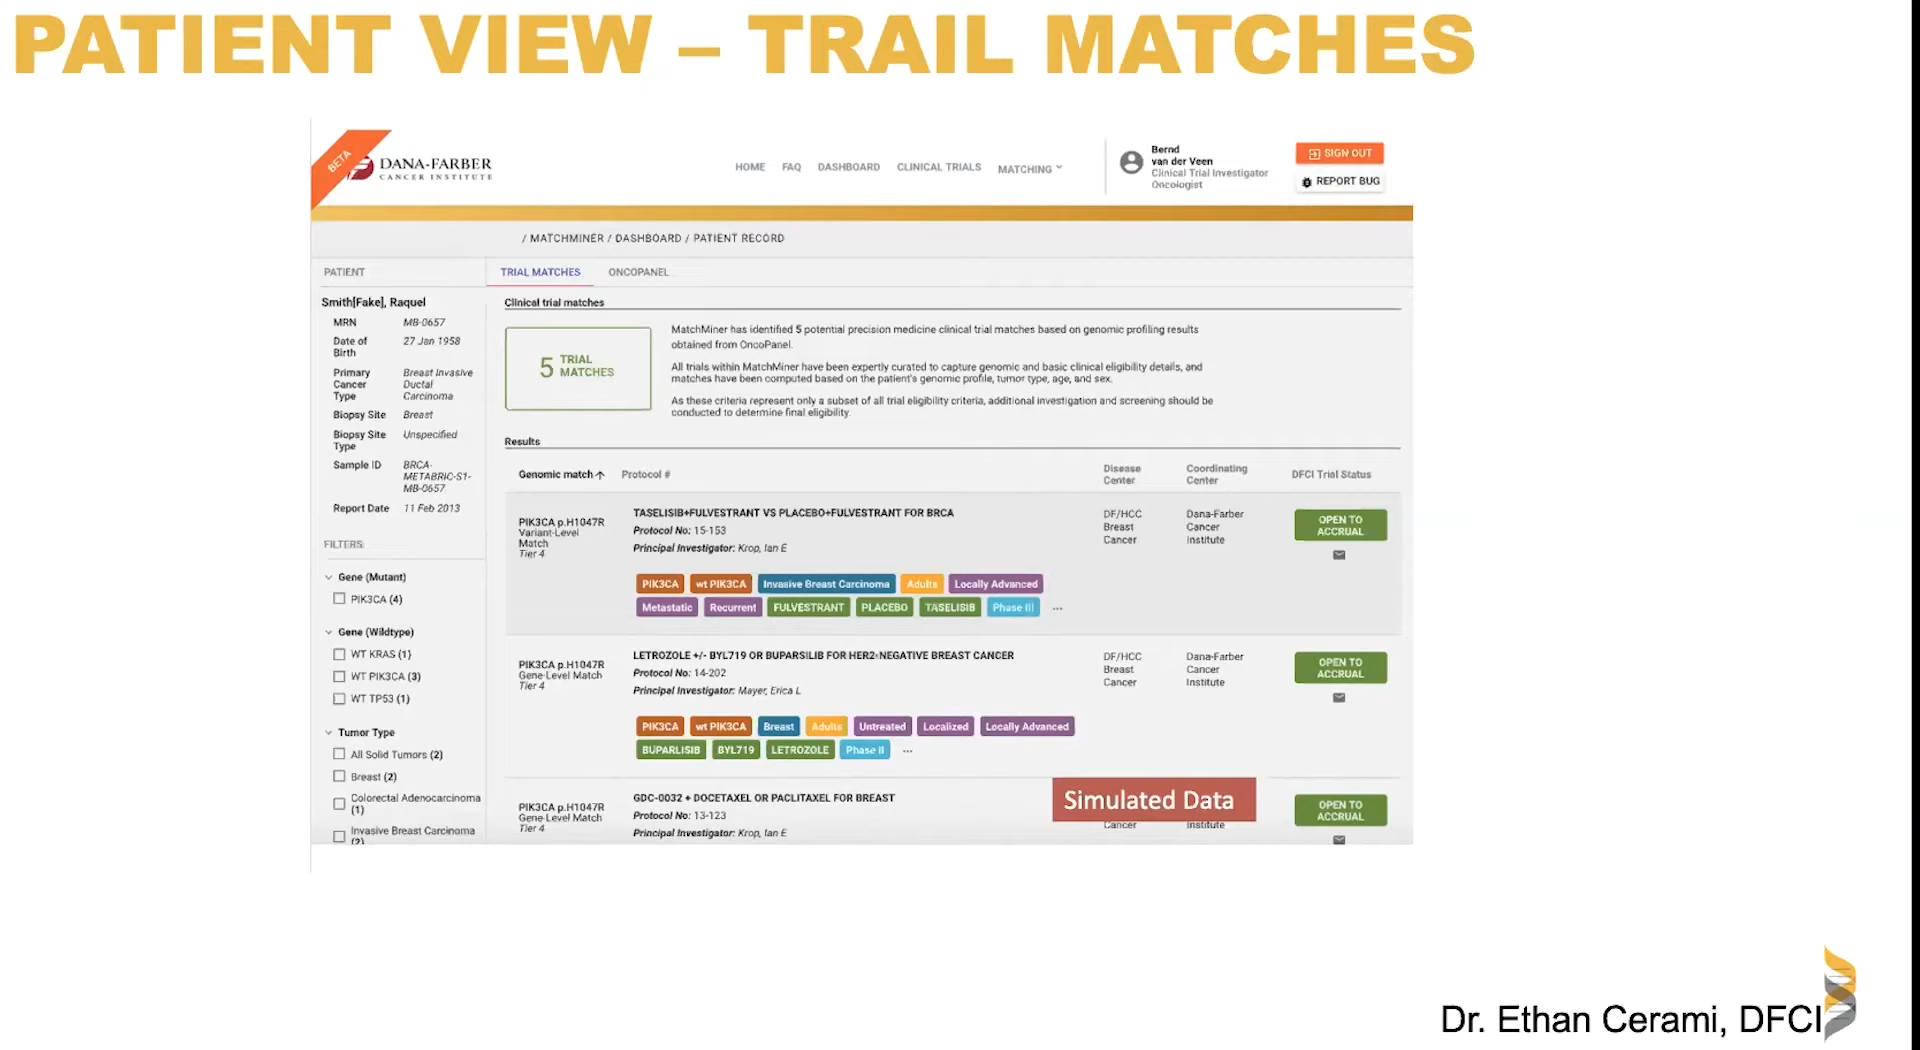 PATIENT VIEW – TRAIL MATCHES
BETA
DANA-FARBER
CANCER INSTITUTE
HOME FAQ DASHBOARD CLINICAL TRIALS MATCHING
Bernd
van der Veen
Clinical Trial Investigator
Oncologist
SIGN OUT
REPORT BUG
/ MATCHMINER / DASHBOARD / PATIENT RECORD
PATIENT
Smith[Fake], Raquel
MRN MB-0657
Date of Birth 27 Jan 1958
Primary Cancer Type Breast Invasive Ductal Carcinoma
Biopsy Site Breast
Biopsy Site Type Unspecified
Sample ID BRCA-METABRIC-S1-MB-0657
Report Date 11 Feb 2013
FILTERS:
Gene (Mutant)
PIK3CA (4)
Gene (Wildtype)
WT KRAS (1)
WT PIK3CA (3)
WT TP53 (1)
Tumor Type
All Solid Tumors (2)
Breast (2)
Colorectal Adenocarcinoma
(1)
Invasive Breast Carcinoma
(2)
TRIAL MATCHES ONCOPANEL
Clinical trial matches
5 TRIAL MATCHES
MatchMiner has identified 5 potential precision medicine clinical trial matches based on genomic profiling results
obtained from OncoPanel.
All trials within MatchMiner have been expertly curated to capture genomic and basic clinical eligibility details, and
matches have been computed based on the patient's genomic profile, tumor type, age, and sex.
As these criteria represent only a subset of all trial eligibility criteria, additional investigation and screening should be
conducted to determine final eligibility.
Results
Genomic match Protocol # Disease Center Coordinating Center DFCI Trial Status
PIK3CA p.H1047R
Variant-Level
Match
Tier 4
TASELISIB+FULVESTRANT VS PLACEBO+FULVESTRANT FOR BRCA
Protocol No: 15-153
Principal Investigator: Krop, Ian E
PIK3CA wt PIK3CA Invasive Breast Carcinoma Adults Locally Advanced
Metastatic Recurrent FULVESTRANT PLACEBO TASELISIB Phase III ...
DF/HCC
Breast
Cancer
Dana-Farber
Cancer
Institute
OPEN TO
ACCRUAL
PIK3CA p.H1047R
Gene-Level Match
Tier 4
LETROZOLE +/- BYL719 OR BUPARSILIB FOR HER2-NEGATIVE BREAST CANCER
Protocol No: 14-202
Principal Investigator: Mayer, Erica L
PIK3CA wt PIK3CA Breast Adults Untreated Localized Locally Advanced
BUPARLISIB BYL719 LETROZOLE Phase II ...
DF/HCC
Breast
Cancer
Dana-Farber
Cancer
Institute
OPEN TO
ACCRUAL
PIK3CA p.H1047R
Gene-Level Match
Tier 4
GDC-0032 + DOCETAXEL OR PACLITAXEL FOR BREAST
Protocol No: 13-123
Principal Investigator: Krop, Ian E
Simulated Data
Cancer
Institute
OPEN TO
ACCRUAL
Dr. Ethan Cerami, DFCI